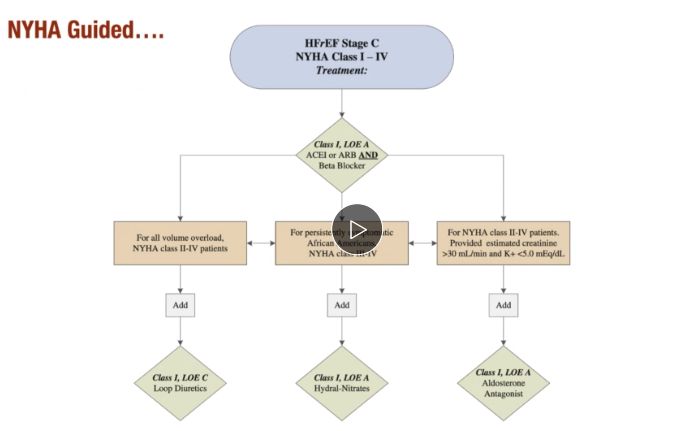 NYHA Guided….
HFrEF Stage C
NYHA Class I – IV
Treatment:
Class I, LOE A
ACEI or ARB AND
Beta Blocker
For all volume overload,
NYHA class II-IV patients
For persistently
African Americans,
NYHA class III-IV
For NYHA class II-IV patients.
Provided estimated creatinine
>30 mL/min and K+ <5.0 mEq/dL
Add
Add
Add
Class I, LOE C
Loop Diuretics
Class I, LOE A
Hydral-Nitrates
Class I, LOE A
Aldosterone
Antagonist